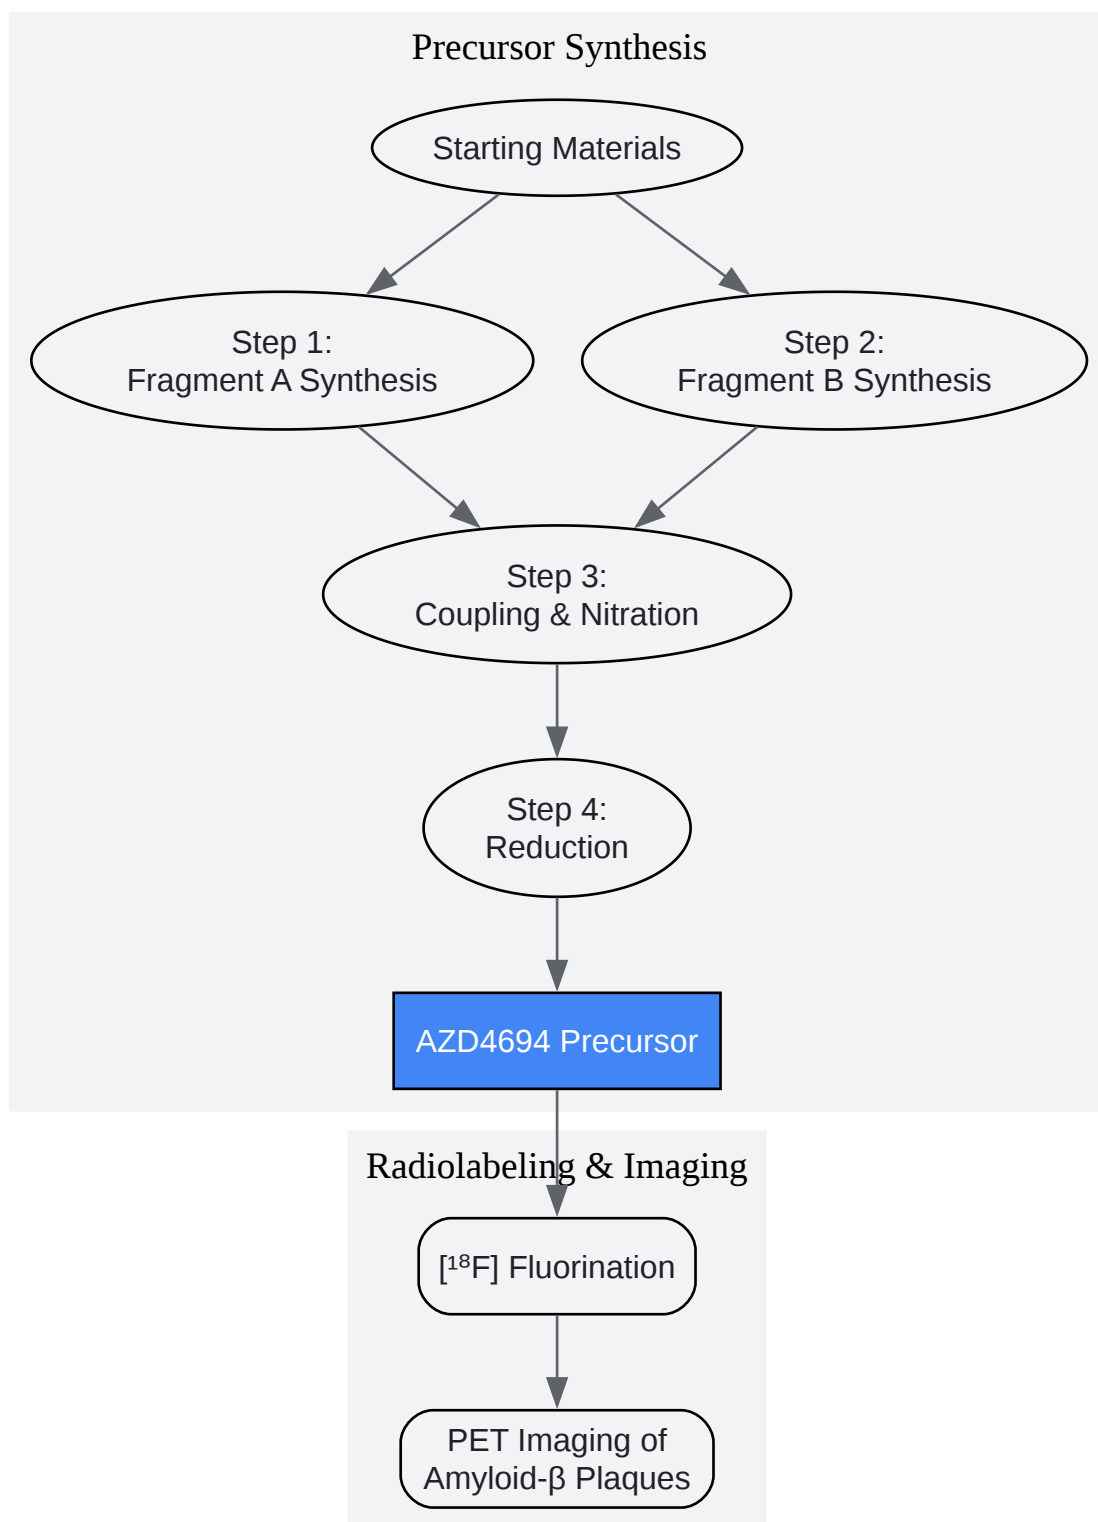 Precursor Synthesis
Starting Materials
Step 1:
Fragment A Synthesis
Step 2:
Fragment B Synthesis
Step 3:
Coupling & Nitration
Step 4:
Reduction
AZD4694 Precursor
Radiolabeling & Imaging
[¹⁸F] Fluorination
PET Imaging of
Amyloid-β Plaques